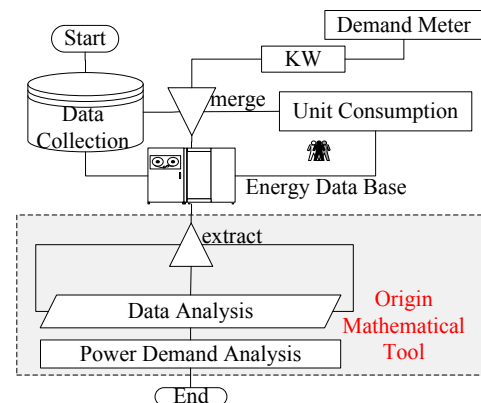 Start
Demand Meter
KW
merge
Data
Collection
Unit Consumption
Energy Data Base
extract
Data Analysis
Origin
Mathematical
Tool
Power Demand Analysis
End